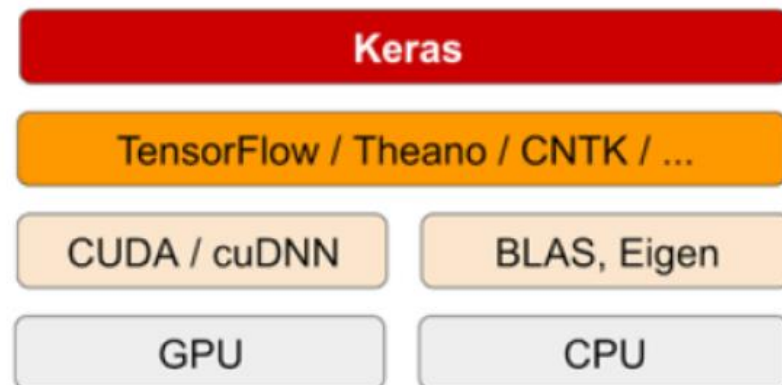 Keras
TensorFlow / Theano / CNTK / ...
CUDA / cuDNN
BLAS, Eigen
GPU
CPU